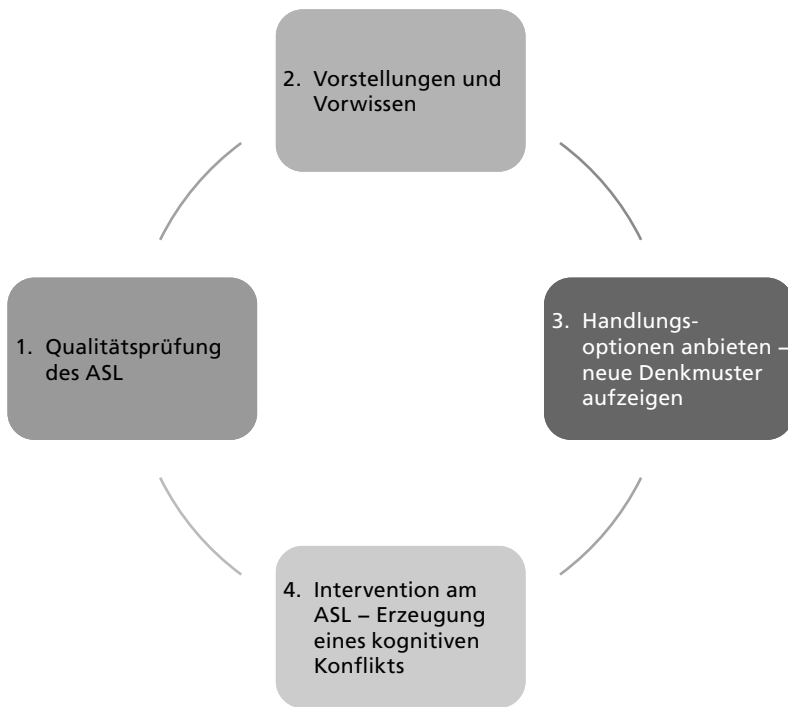 2. Vorstellungen und
Vorwissen
1. Qualitätsprüfung
des ASL
3. Handlungs-
optionen anbieten –
neue Denkmuster
aufzeigen
4. Intervention am
ASL – Erzeugung
eines kognitiven
Konflikts